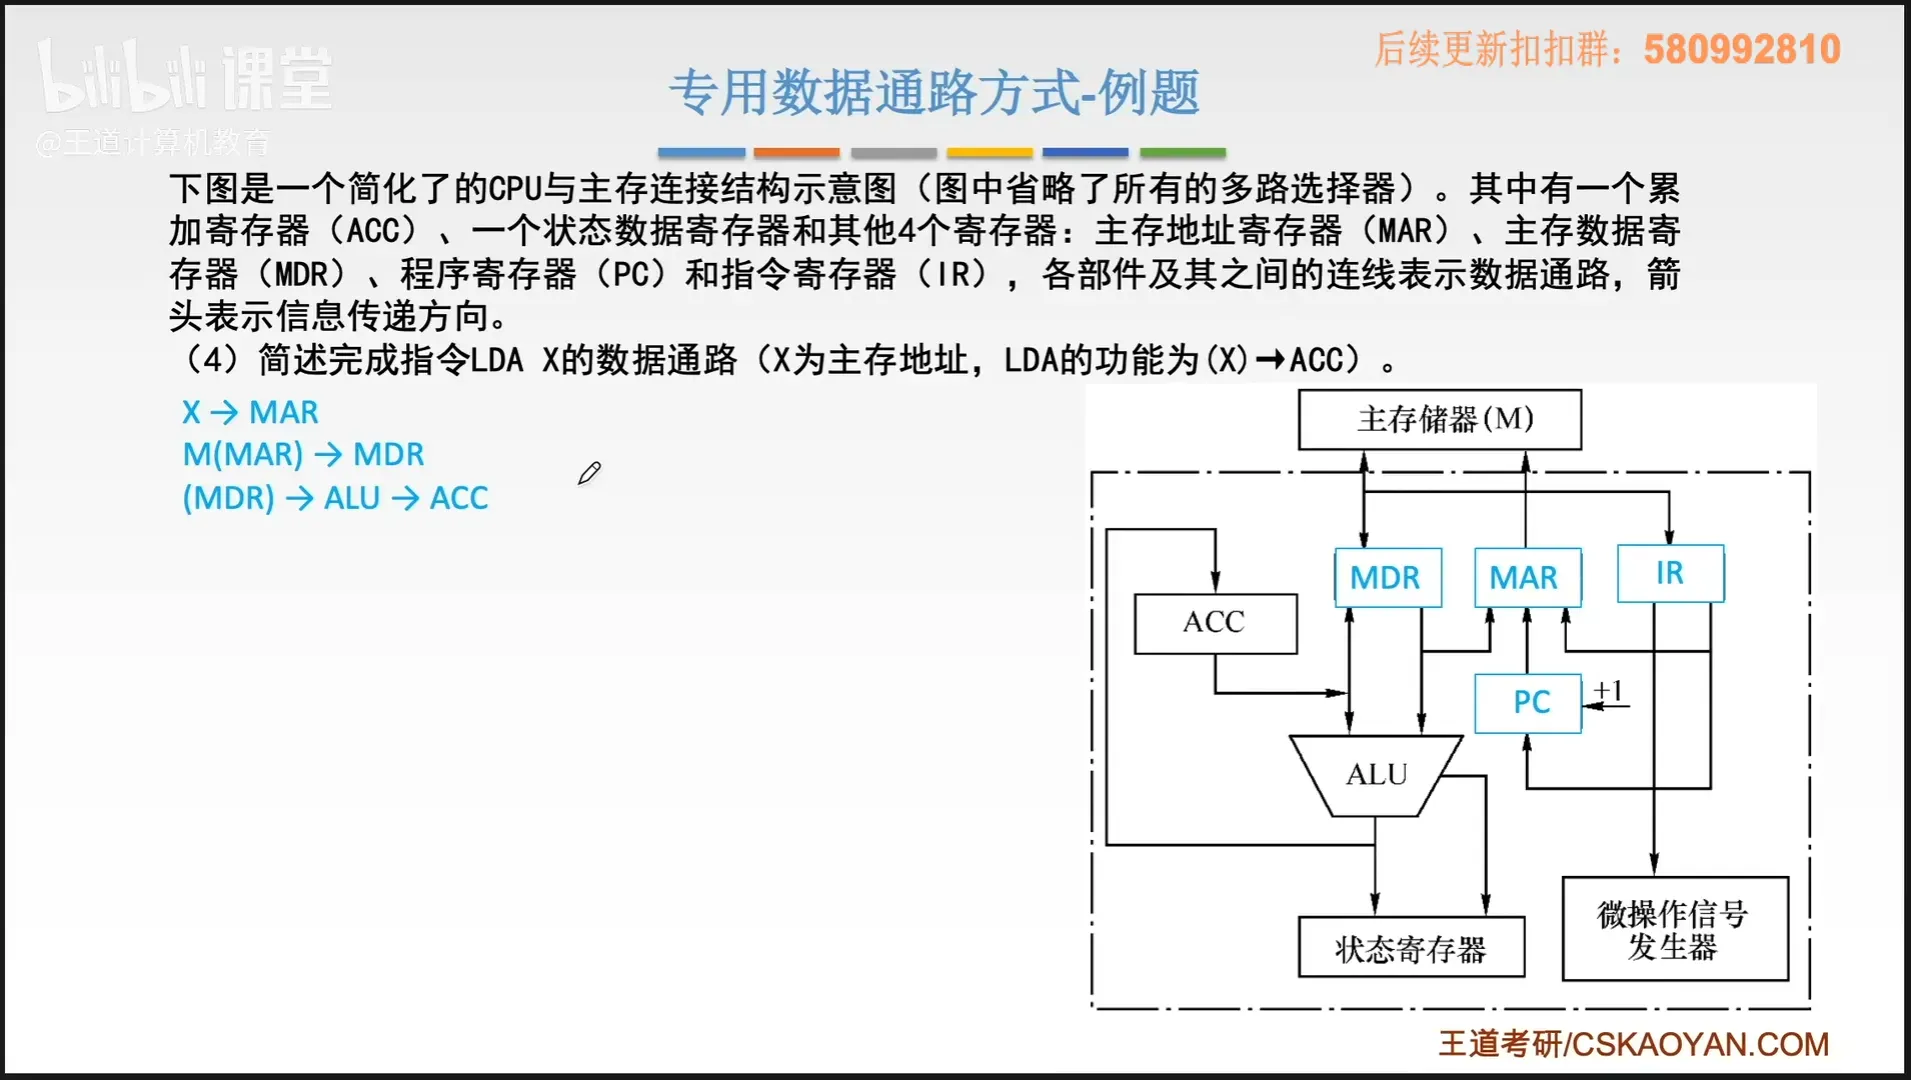 bilibili课堂
@王道计算机教育
后续更新扣扣群：580992810
专用数据通路方式-例题
下图是一个简化了的CPU与主存连接结构示意图（图中省略了所有的多路选择器）。其中有一个累
加寄存器（ACC）、一个状态数据寄存器和其他4个寄存器：主存地址寄存器（MAR）、主存数据寄
存器（MDR）、程序寄存器（PC）和指令寄存器（IR），各部件及其之间的连线表示数据通路，箭
头表示信息传递方向。
（4）简述完成指令LDA X的数据通路（X为主存地址，LDA的功能为(X)→ACC）。
X → MAR
M(MAR) → MDR
(MDR) → ALU → ACC
主存储器(M)
MDR
MAR
IR
ACC
PC
+1
ALU
微操作信号
发生器
状态寄存器
王道考研/CSKAOYAN.COM